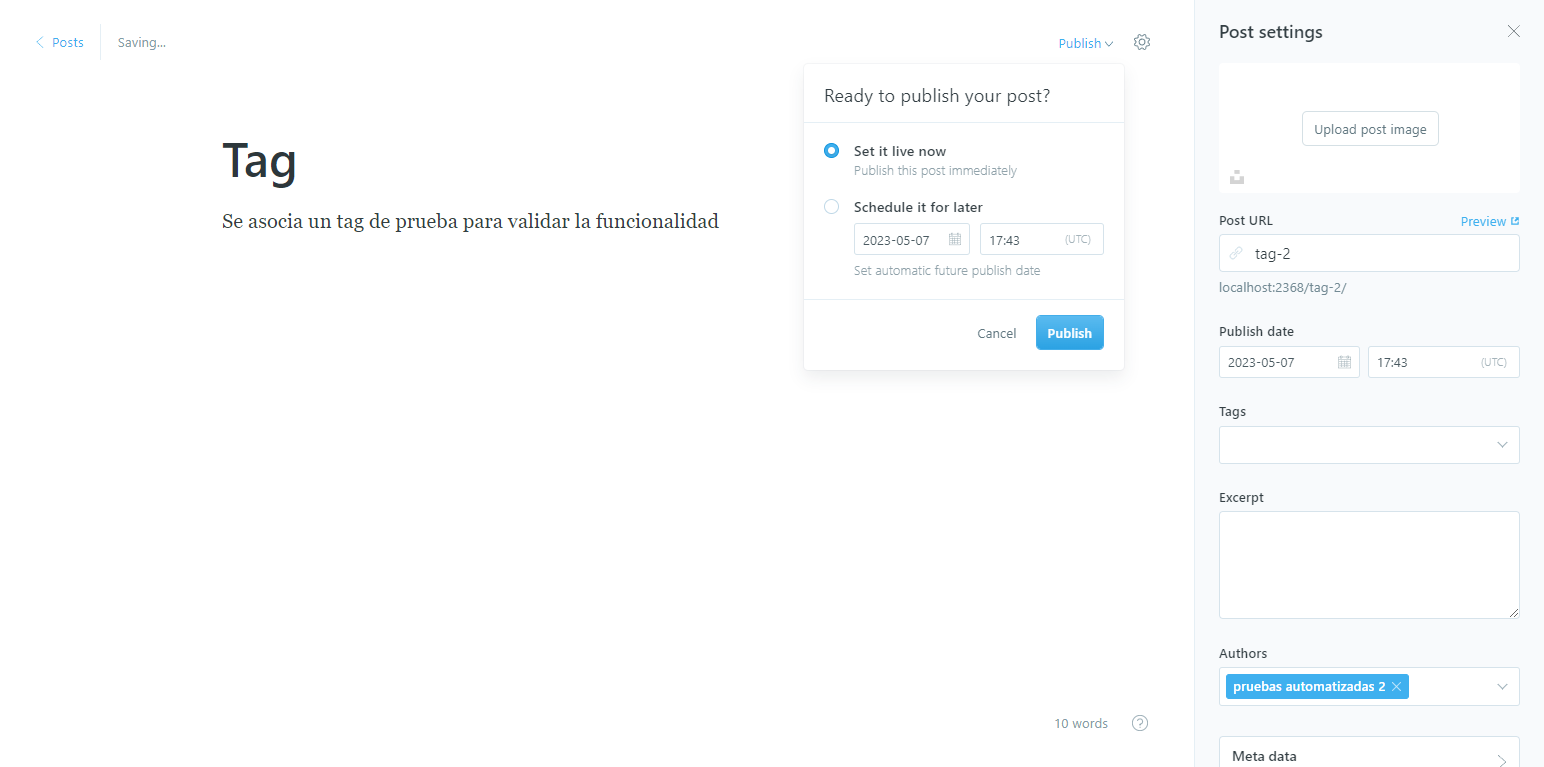 Posts
Saving...
Publish
Ready to publish your post?
Set it live now
Publish this post immediately
Schedule it for later
2023-05-07
17:43 (UTC)
Set automatic future publish date
Cancel
Publish
Tag
Se asocia un tag de prueba para validar la funcionalidad
10 words
Post settings
Upload post image
Post URL
Preview
tag-2
localhost:2368/tag-2/
Publish date
2023-05-07
17:43 (UTC)
Tags
Excerpt
Authors
pruebas automatizadas 2
Meta data